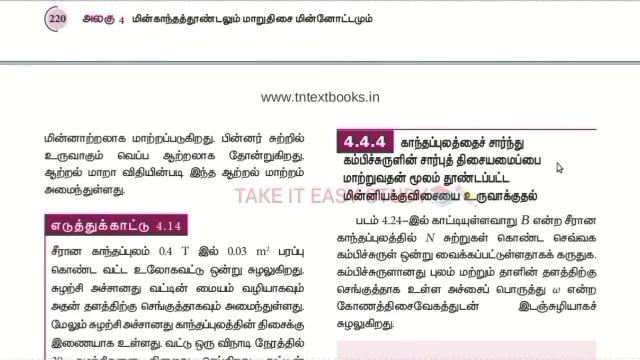 220 அலகு 4 மின்காந்தத்தூண்டலும் மாறுதிசை மின்னோட்டமும்
www.tntextbooks.in
மின்னாற்றலாக மாற்றப்படுகிறது. பின்னர் சுற்றில்
உருவாகும் வெப்ப ஆற்றலாக தோன்றுகிறது.
ஆற்றல் மாறா விதியின்படி இந்த ஆற்றல் மாற்றம்
அமைந்துள்ளது.
எடுத்துக்காட்டு 4.14
சீரான காந்தப்புலம் 0.4 T இல் 0.03 m² பரப்பு
கொண்ட வட்ட உலோகவட்டு ஒன்று சுழலுகிறது.
சுழற்சி அச்சானது வட்டின் மையம் வழியாகவும்
அதன் தளத்திற்கு செங்குத்தாகவும் அமைந்துள்ளது.
மேலும் சுழற்சி அச்சானது காந்தப்புலத்தின் திசைக்கு
இணையாக உள்ளது. வட்டு ஒரு வினாடி நேரத்தில்
4.4.4 காந்தப்புலத்தைச் சார்ந்து
கம்பிச்சுருளின் சார்புத் திசையமைப்பை
மாற்றுவதன் மூலம் தூண்டப்பட்ட
மின்னியக்குவிசையை உருவாக்குதல்
TAKE IT EASY STUDY
படம் 4.24-இல் காட்டியுள்ளவாறு B என்ற சீரான
காந்தப்புலத்தில் N சுற்றுகள் கொண்ட செவ்வக
கம்பிச்சுருள் ஒன்று வைக்கப்பட்டுள்ளதாகக் கருதுக.
கம்பிச்சுருளானது புலம் மற்றும் தாளின் தளத்திற்கு
செங்குத்தாக உள்ள அச்சைப் பொருத்து ω என்ற
கோணத்திசைவேகத்துடன் இடஞ்சுழியாகச்
சுழலுகிறது.